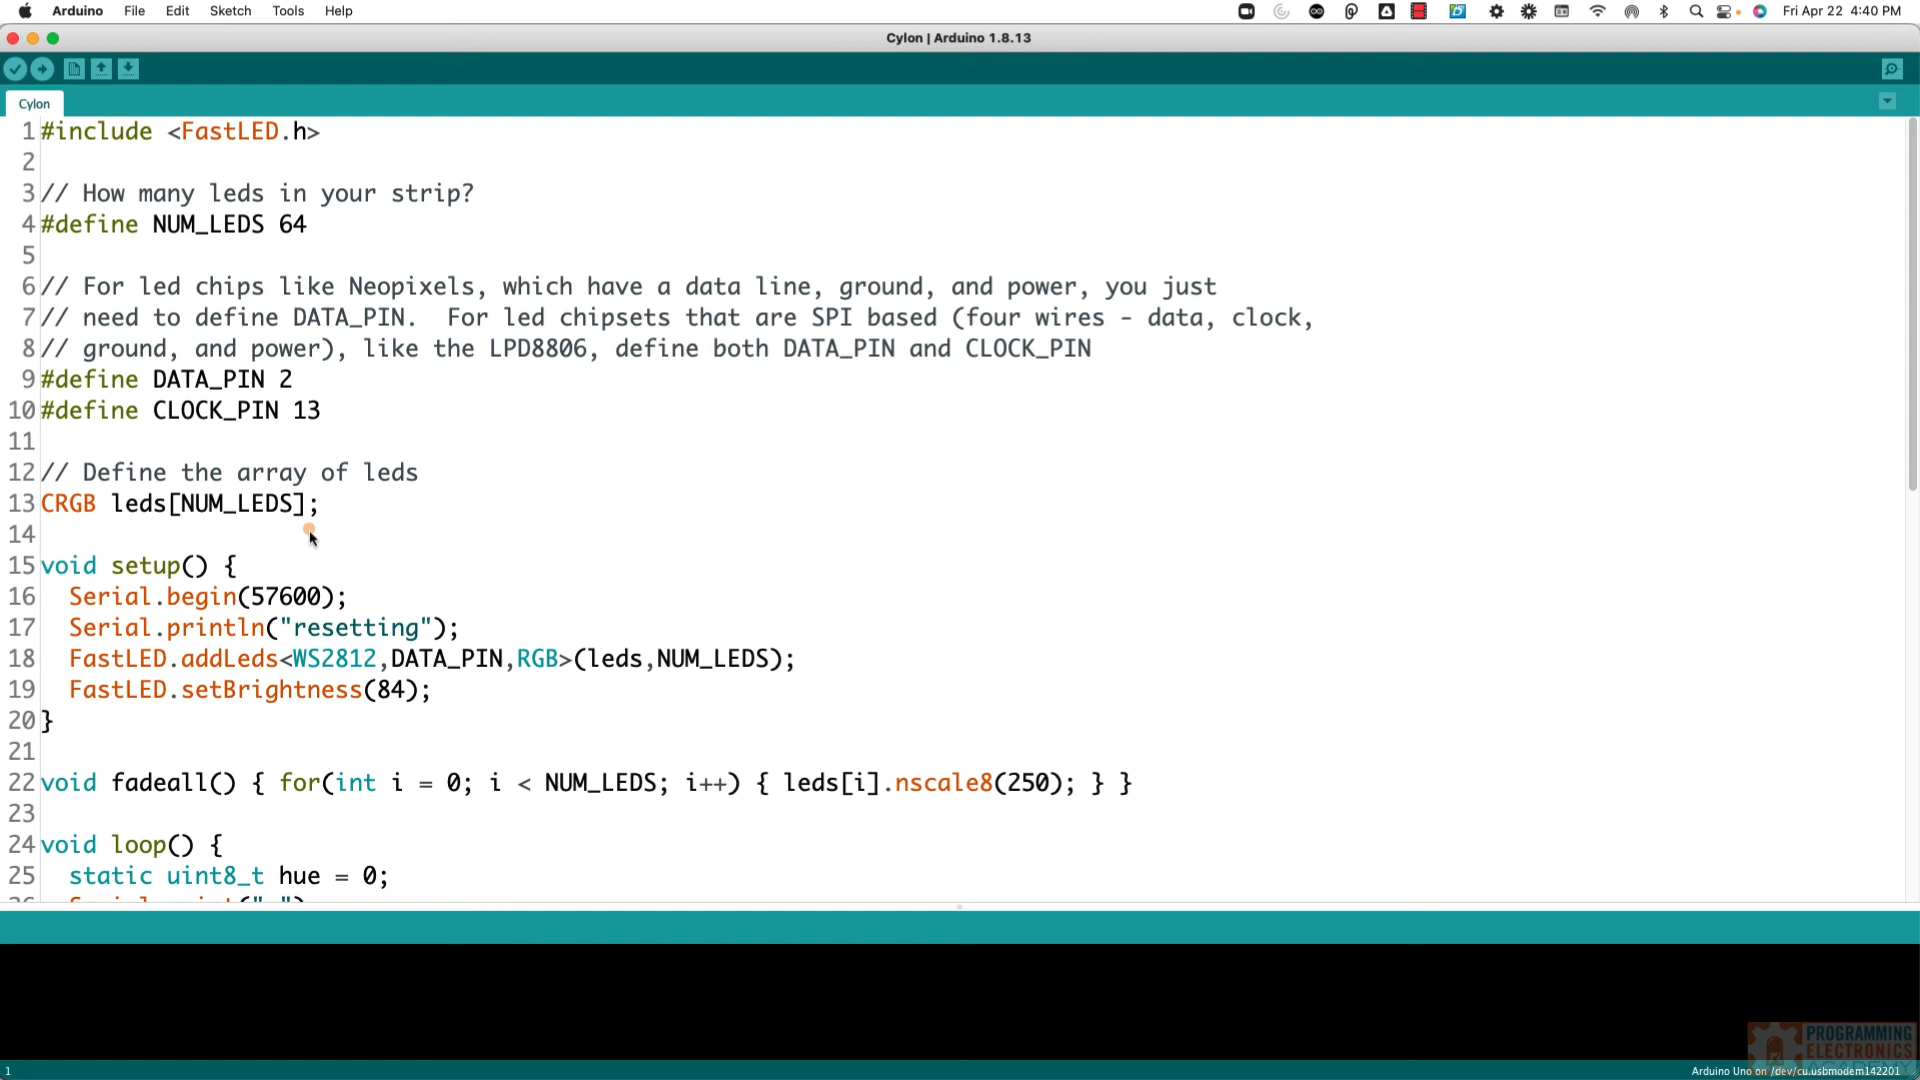 Arduino File Edit Sketch Tools Help Fri Apr 22 4:40 PM
Cylon | Arduino 1.8.13
Cylon
1 #include <FastLED.h>
2
3 // How many leds in your strip?
4 #define NUM_LEDS 64
5
6 // For led chips like Neopixels, which have a data line, ground, and power, you just
7 // need to define DATA_PIN.  For led chipsets that are SPI based (four wires - data, clock,
8 // ground, and power), like the LPD8806, define both DATA_PIN and CLOCK_PIN
9 #define DATA_PIN 2
10 #define CLOCK_PIN 13
11
12 // Define the array of leds
13 CRGB leds[NUM_LEDS];
14
15 void setup() {
16   Serial.begin(57600);
17   Serial.println("resetting");
18   FastLED.addLeds<WS2812,DATA_PIN,RGB>(leds,NUM_LEDS);
19   FastLED.setBrightness(84);
20 }
21
22 void fadeall() { for(int i = 0; i < NUM_LEDS; i++) { leds[i].nscale8(250); } }
23
24 void loop() {
25   static uint8_t hue = 0;
PROGRAMMING
ELECTRONICS
ACADEMY
1 Arduino Uno on /dev/cu.usbmodem142201